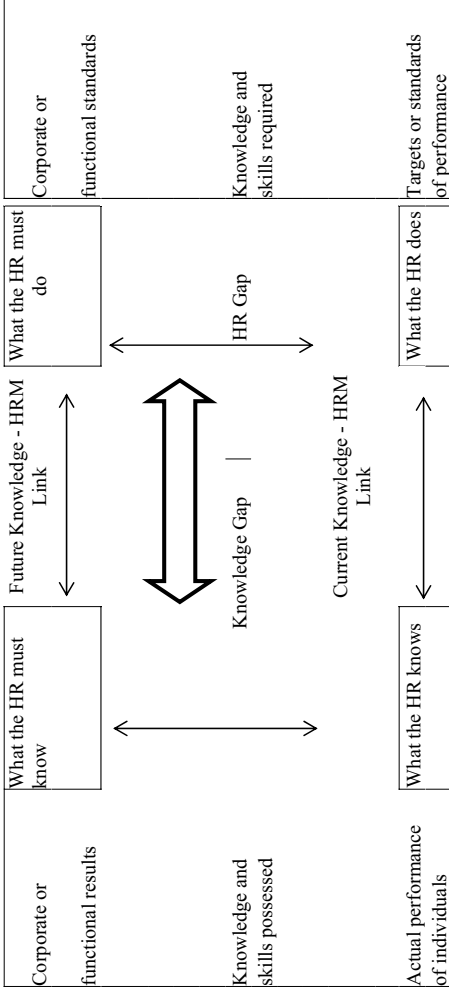 Corporate or
functional results
What the HR must
know
Future Knowledge - HRM
Link
What the HR must
do
Corporate or
functional standards
Knowledge and
skills possessed
Knowledge Gap
HR Gap
Knowledge and
skills required
Actual performance
of individuals
What the HR knows
Current Knowledge - HRM
Link
What the HR does
Targets or standards
of performance